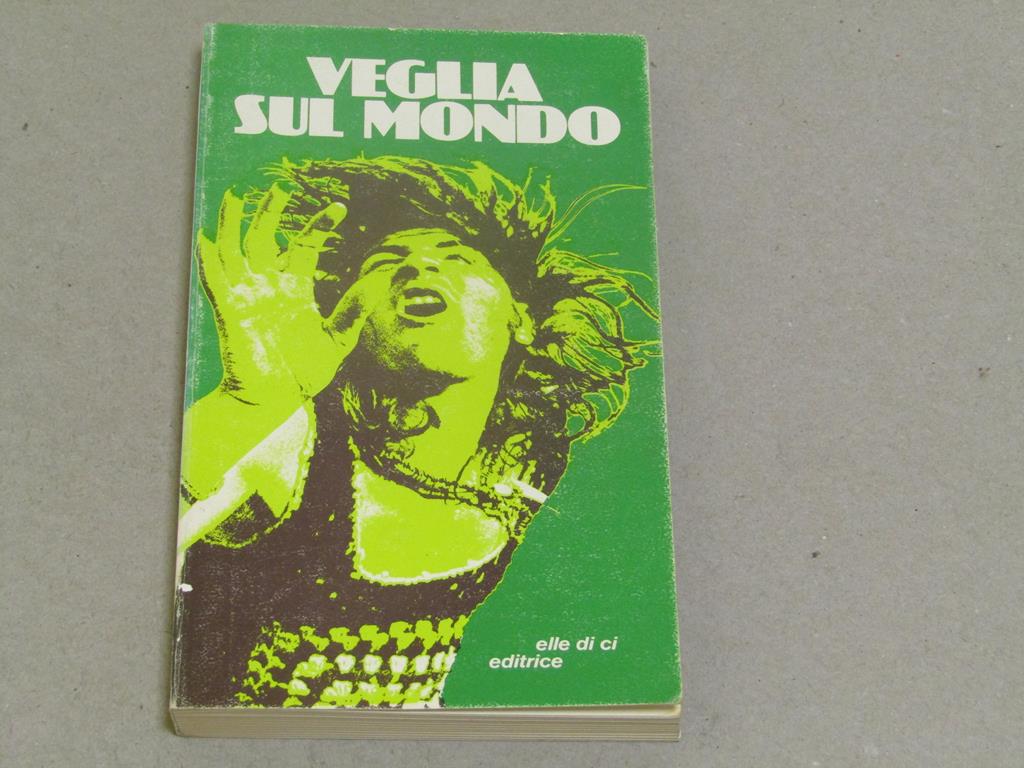 VEGLIA
SUL MONDO
elle di ci
editrice